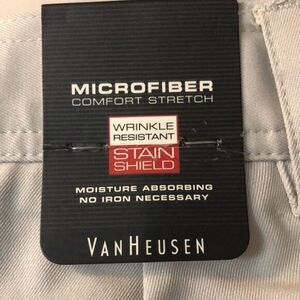 MICROFIBER
COMFORT STRETCH
WRINKLE
RESISTANT
STAIN
SHIELD
MOISTURE ABSORBING
NO IRON NECESSARY
VANHEUSEN